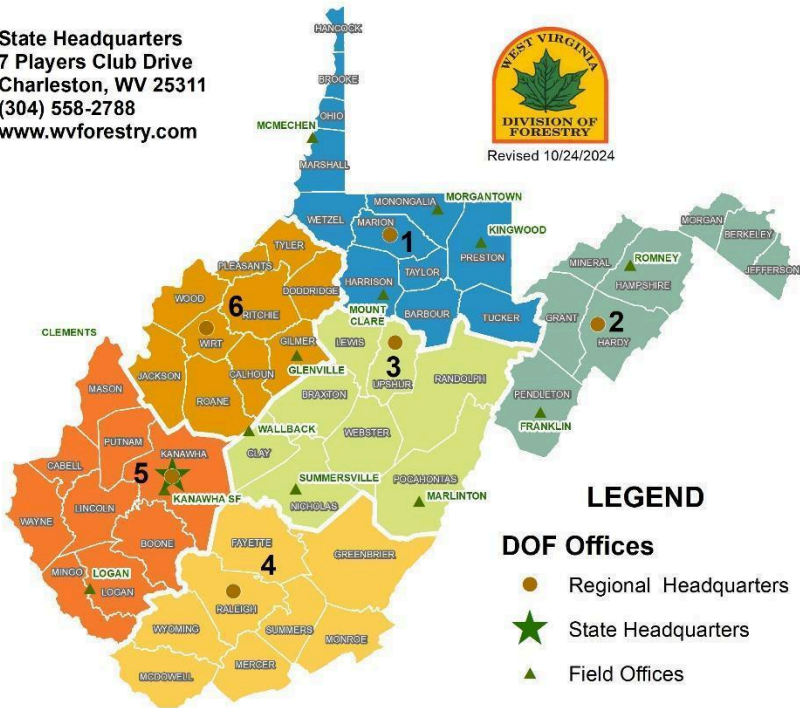 State Headquarters
7 Players Club Drive
Charleston, WV 25311
(304) 558-2788
www.wvforestry.com
WEST VIRGINIA
DIVISION OF
FORESTRY
Revised 10/24/2024
HANCOCK
BROOKE
OHIO
MCMECHEN
MARSHALL
WETZEL
MONONGALIA
MORGANTOWN
MARION
1
KINGWOOD
PRESTON
TAYLOR
HARRISON
MOUNT
CLARE
BARBOUR
TUCKER
MORGAN
BERKELEY
JEFFERSON
MINERAL
ROMNEY
HAMPSHIRE
GRANT
2
HARDY
PENDLETON
FRANKLIN
TYLER
PLEASANTS
DODDRIDGE
WOOD
6
RITCHIE
WIRT
GILMER
GLENVILLE
JACKSON
CALHOUN
ROANE
LEWIS
3
UPSHUR
RANDOLPH
BRAXTON
WALLBACK
WEBSTER
CLAY
SUMMERSVILLE
NICHOLAS
POCAHONTAS
MARLINTON
CLEMENTS
MASON
PUTNAM
KANAWHA
CABELL
5
KANAWHA SF
LINCOLN
WAYNE
BOONE
MINGO
LOGAN
LOGAN
FAYETTE
4
GREENBRIER
RALEIGH
WYOMING
SUMMERS
MONROE
MERCER
MCDOWELL
LEGEND
DOF Offices
Regional Headquarters
State Headquarters
Field Offices